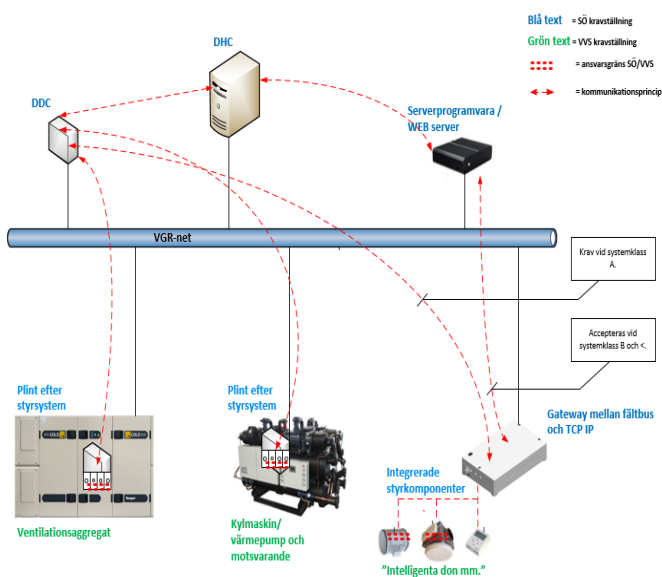 Blå text = SÖ kravställning
Grön text = VVS kravställning
= ansvarsgräns SÖ/VVS
= kommunikationsprincip
DHC
DDC
Serverprogramvara /
WEB server
VGR-net
Krav vid systemklass
A.
Accepteras vid
systemklass B och <.
Plint efter
styrsystem
Plint efter
styrsystem
Gateway mellan fältbus
och TCP IP
Integrerade
styrkomponenter
Ventilationsaggregat
Kylmaskin/
värmepump och
motsvarande
"Intelligenta don mm."